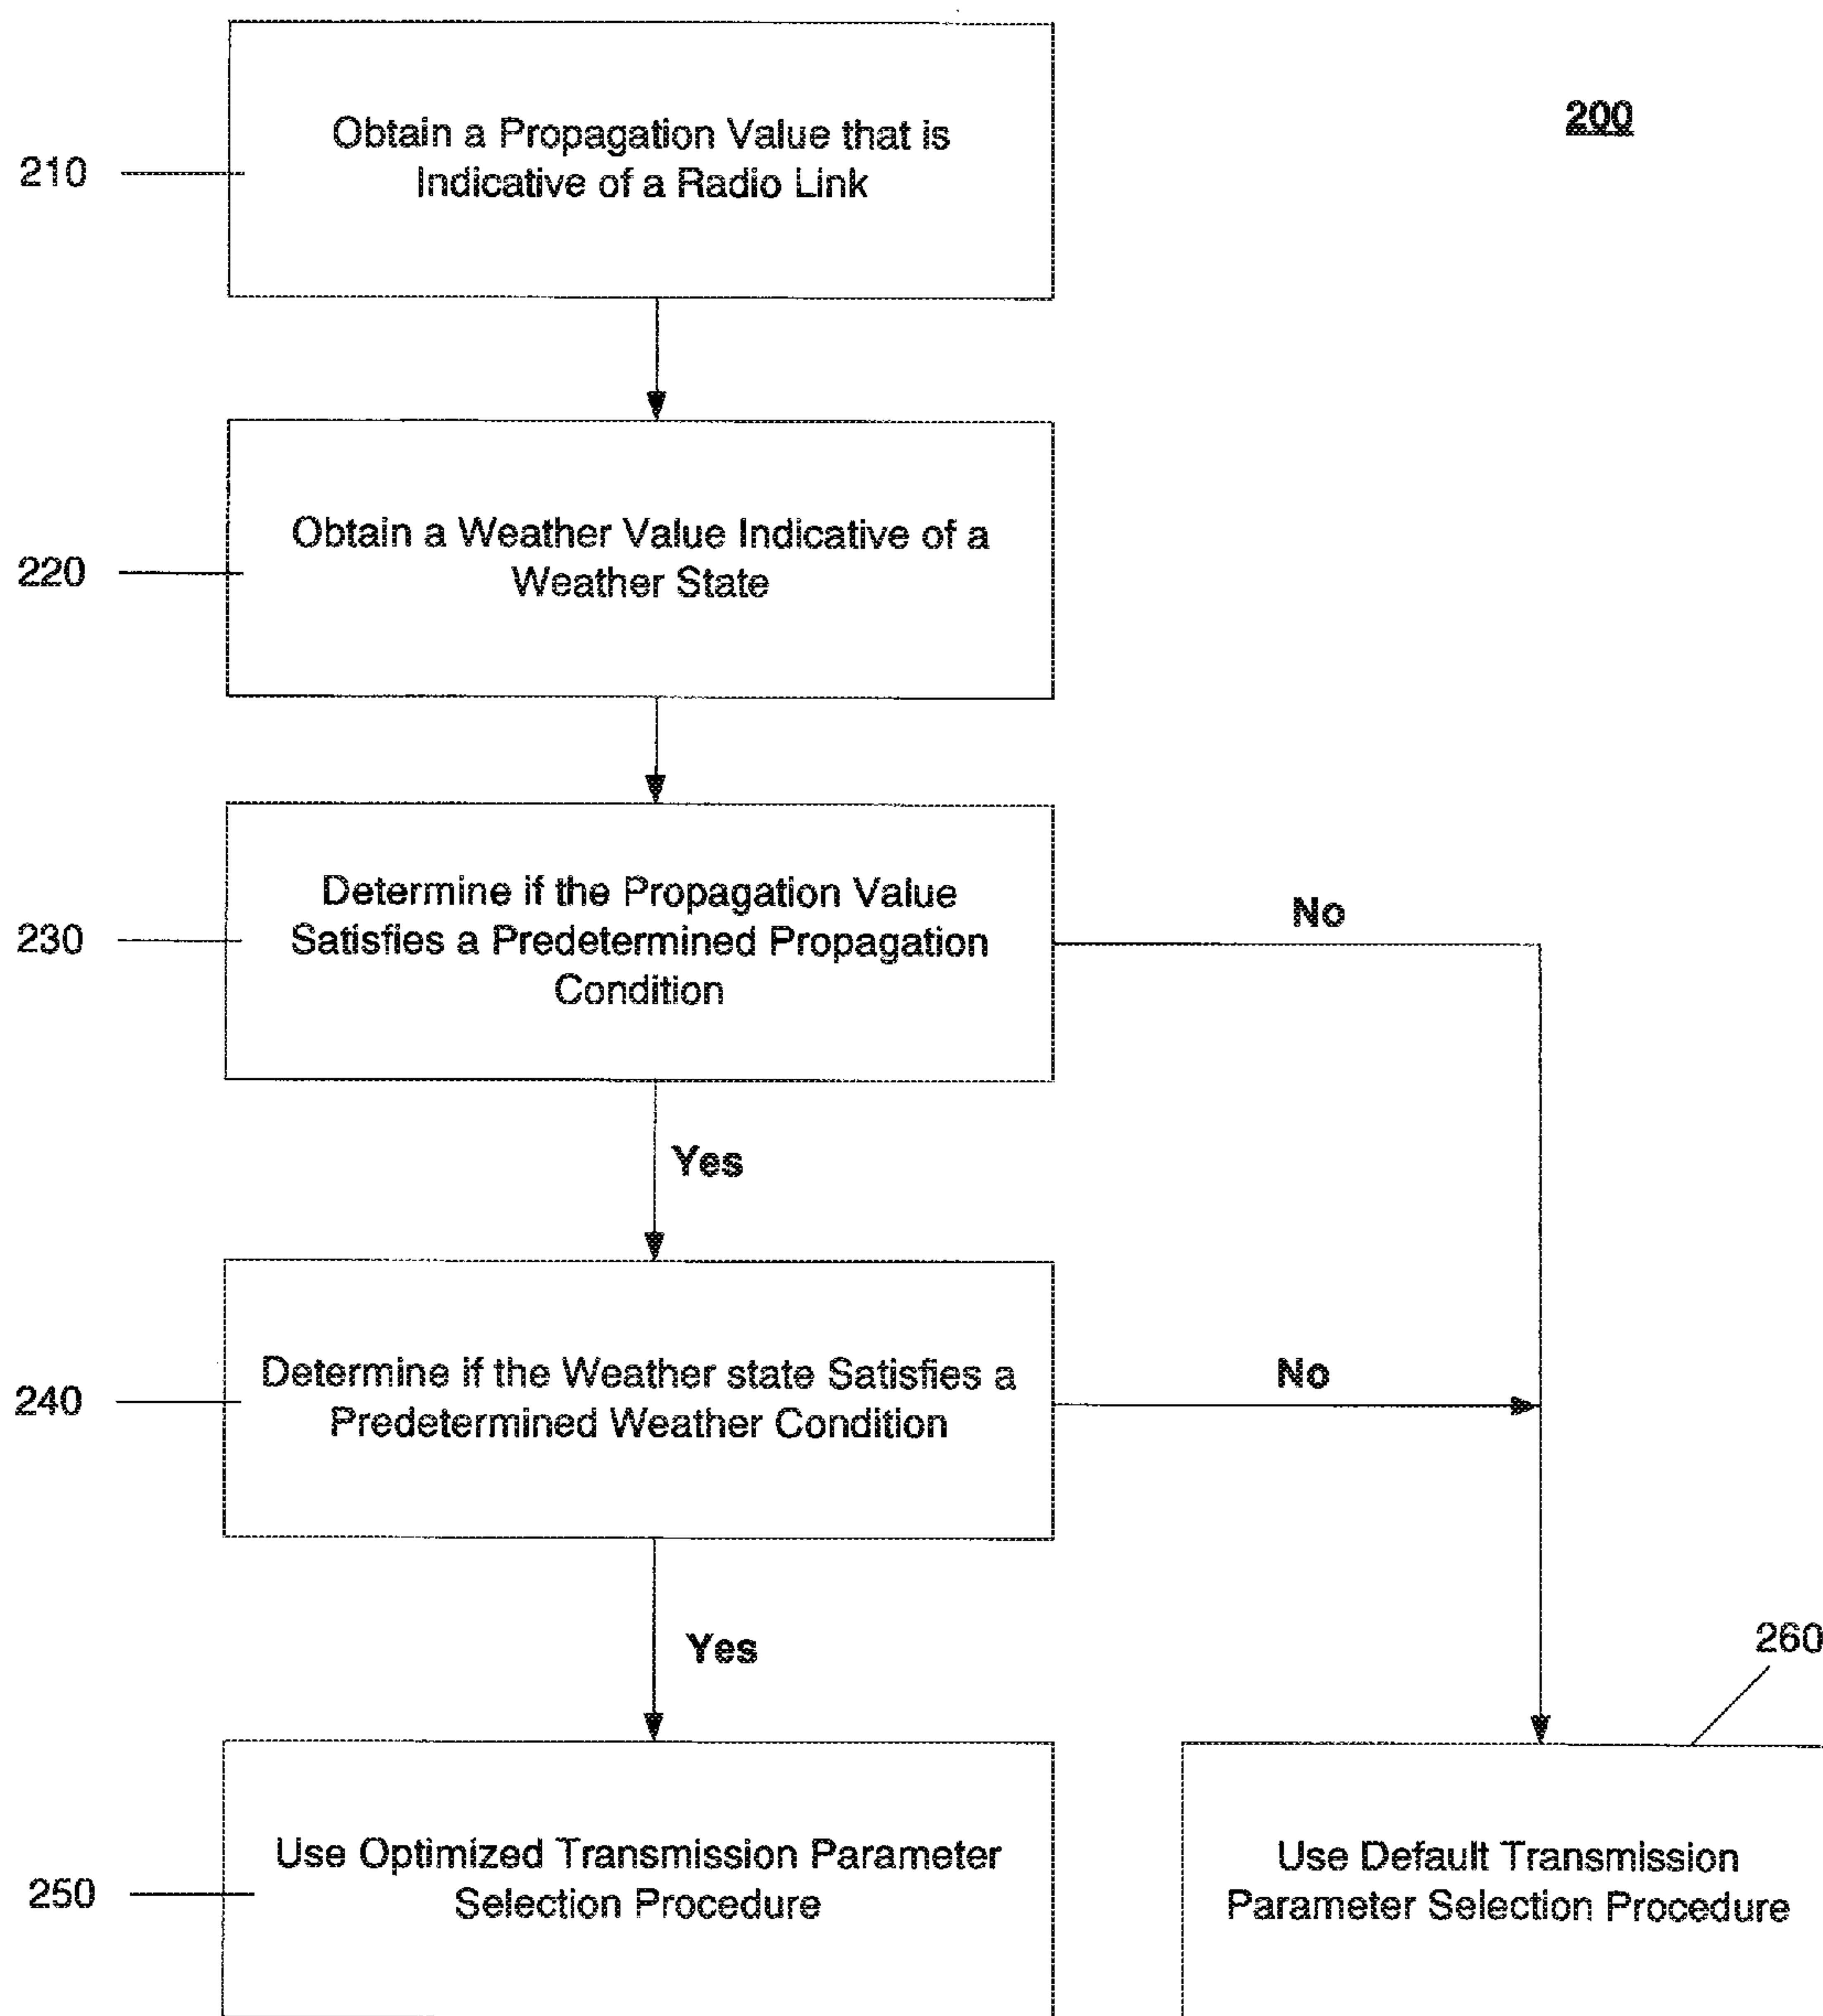 200
210
Obtain a Propagation Value that is
Indicative of a Radio Link
220
Obtain a Weather Value Indicative of a
Weather State
230
Determine if the Propagation Value
Satisfies a Predetermined Propagation
Condition
No
Yes
240
Determine if the Weather state Satisfies a
Predetermined Weather Condition
No
Yes
260
250
Use Optimized Transmission Parameter
Selection Procedure
Use Default Transmission
Parameter Selection Procedure